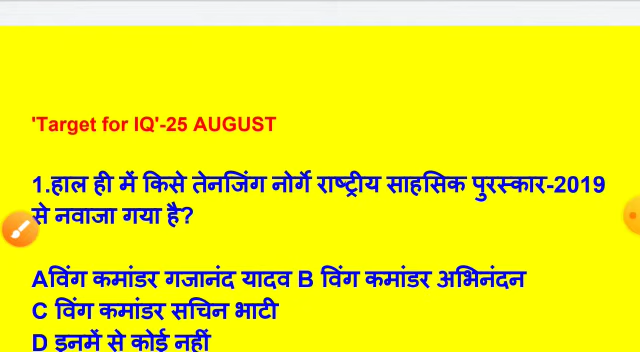 'Target for IQ'-25 AUGUST
1.हाल ही में किसे तेनजिंग नोर्गे राष्ट्रीय साहसिक पुरस्कार-2019
से नवाजा गया है?
Aविंग कमांडर गजानंद यादव B विंग कमांडर अभिनंदन
C विंग कमांडर सचिन भाटी
D इनमें से कोई नहीं